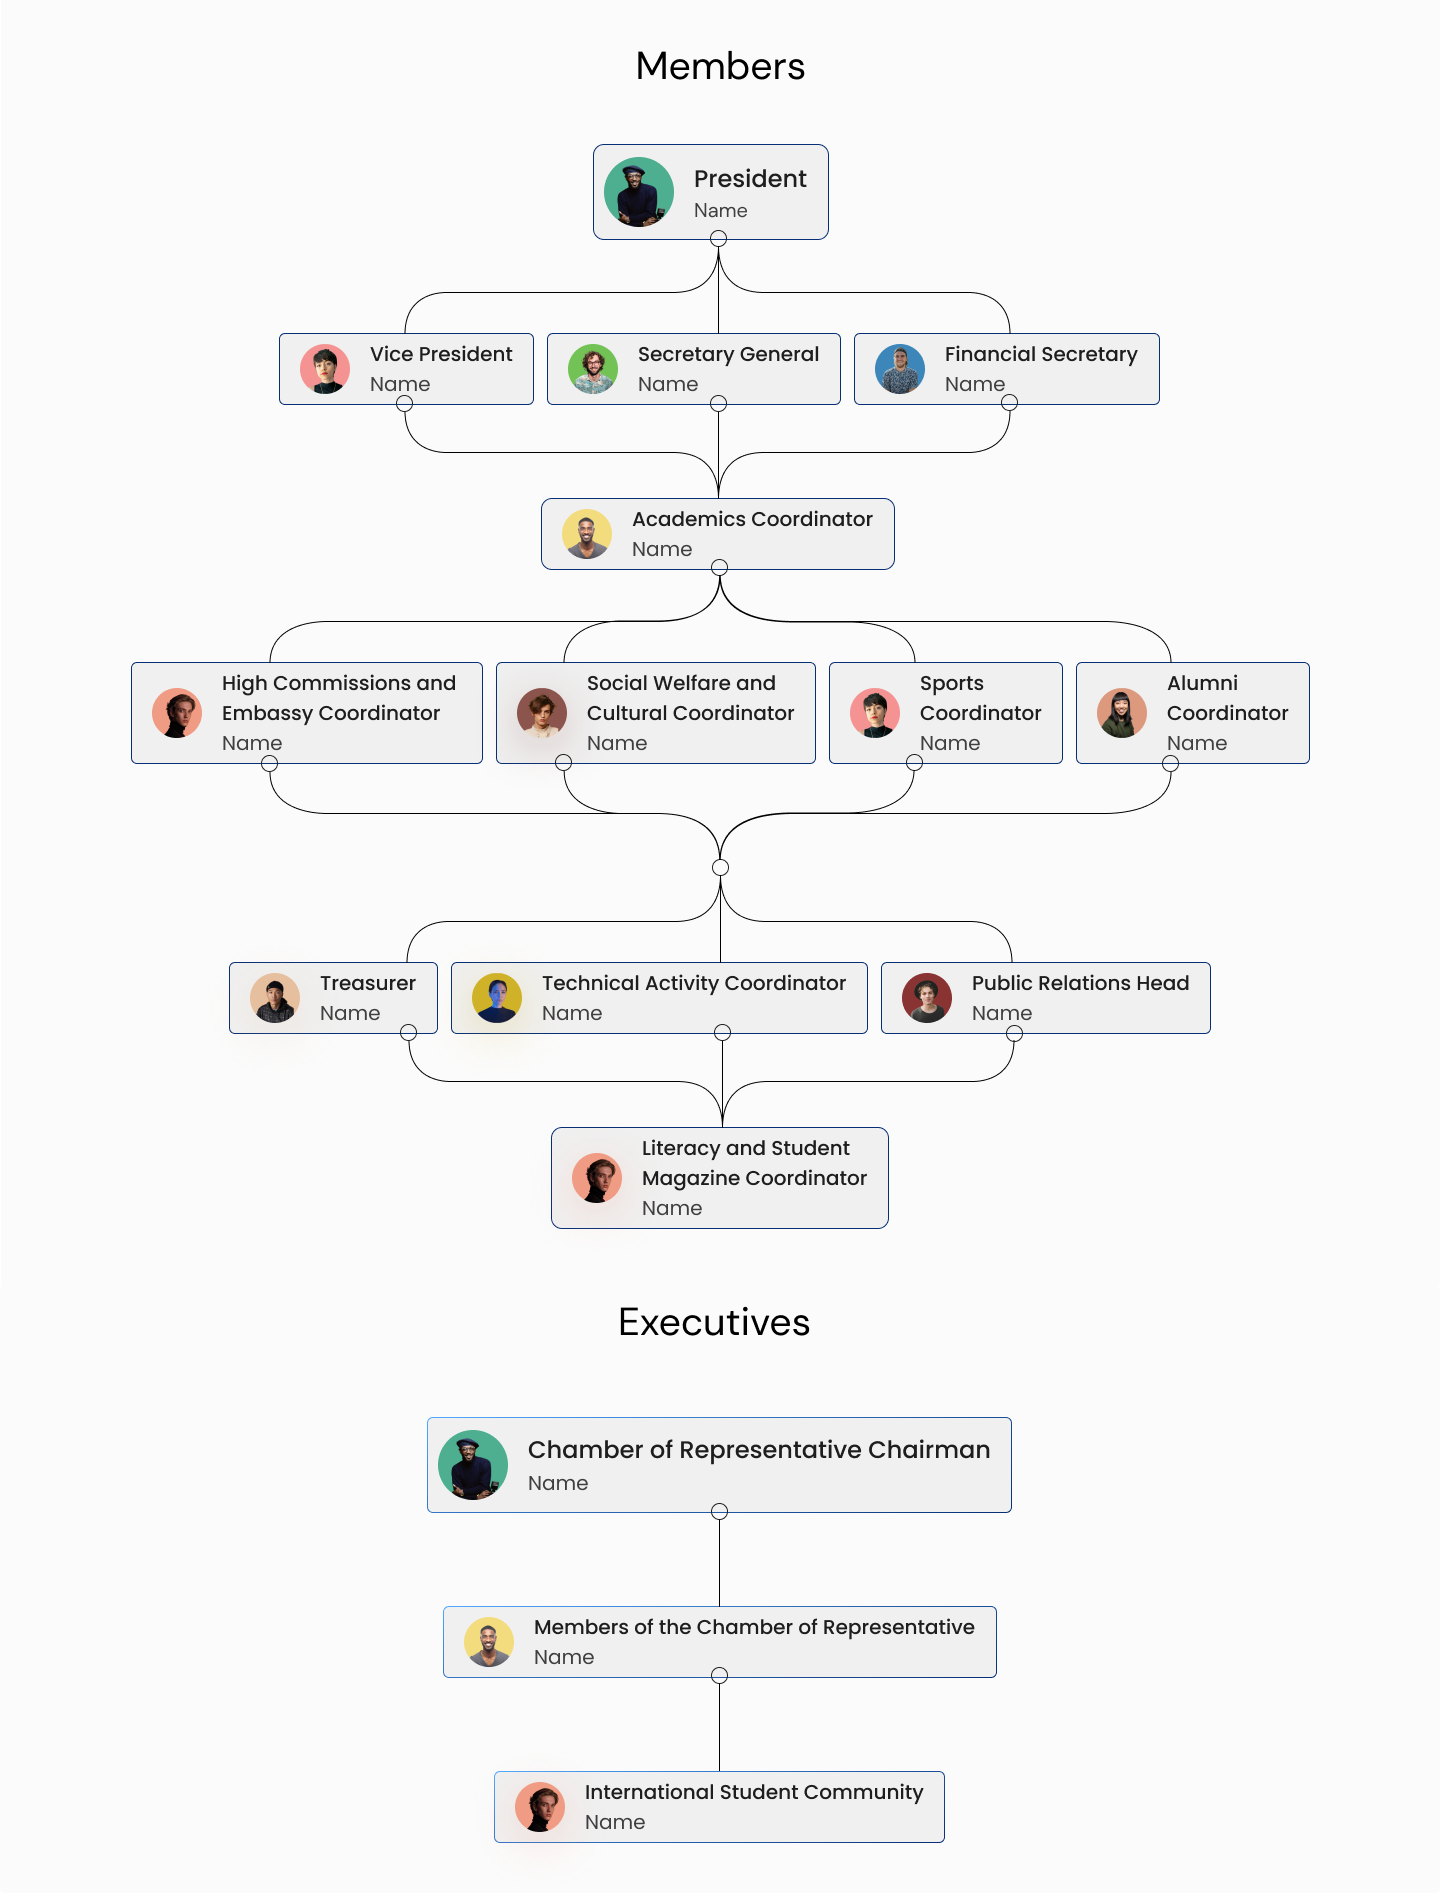 Members
President
Name
Vice President
Name
Secretary General
Name
Financial Secretary
Name
Academics Coordinator
Name
High Commissions and
Embassy Coordinator
Name
Social Welfare and
Cultural Coordinator
Name
Sports
Coordinator
Name
Alumni
Coordinator
Name
Treasurer
Name
Technical Activity Coordinator
Name
Public Relations Head
Name
Literacy and Student
Magazine Coordinator
Name
Executives
Chamber of Representative Chairman
Name
Members of the Chamber of Representative
Name
International Student Community
Name